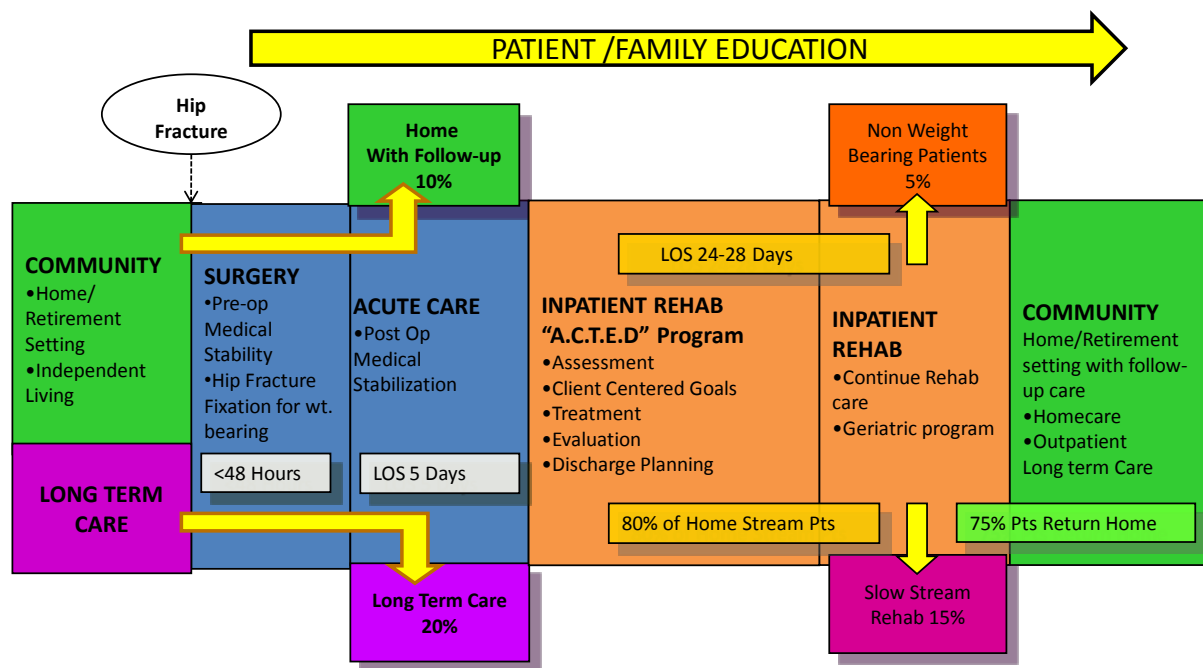 PATIENT /FAMILY EDUCATION
Hip
Fracture
Home
With Follow-up
10%
Non Weight
Bearing Patients
5%
COMMUNITY
•Home/
Retirement
Setting
•Independent
Living
LONG TERM
CARE
SURGERY
•Pre-op
Medical
Stability
•Hip Fracture
Fixation for wt.
bearing
<48 Hours
ACUTE CARE
•Post Op
Medical
Stabilization
LOS 5 Days
Long Term Care
20%
LOS 24-28 Days
INPATIENT REHAB
“A.C.T.E.D” Program
•Assessment
•Client Centered Goals
•Treatment
•Evaluation
•Discharge Planning
80% of Home Stream Pts
INPATIENT
REHAB
•Continue Rehab
care
•Geriatric program
Slow Stream
Rehab 15%
COMMUNITY
Home/Retirement
setting with follow-
up care
•Homecare
•Outpatient
Long term Care
75% Pts Return Home